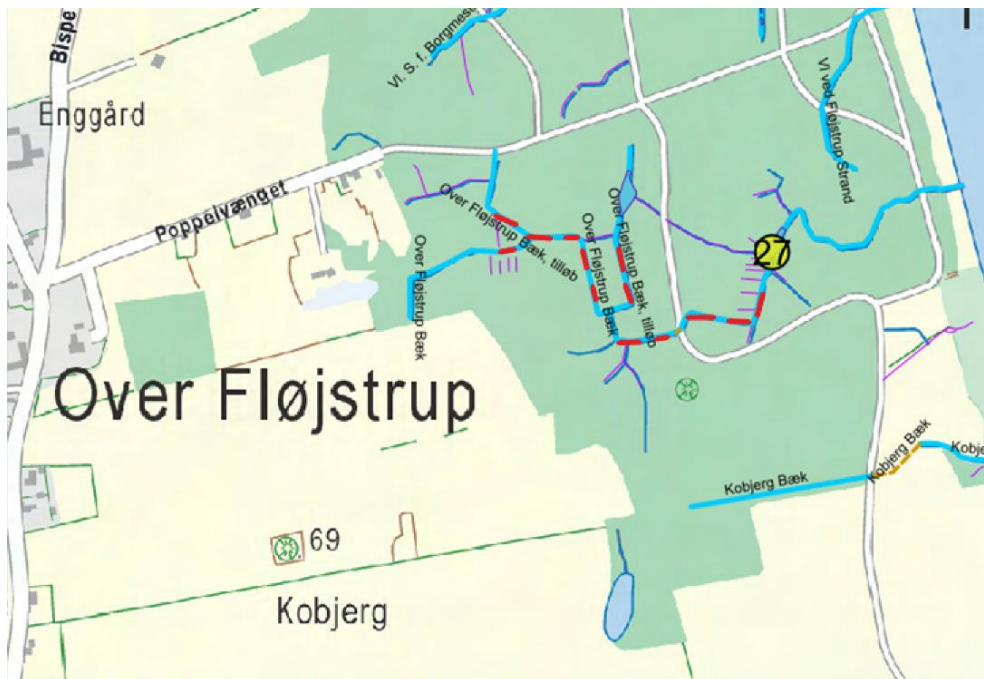 Bispe
Vl. S. f. Borgmest
Enggård
Vl ved Fløjstrup Strand
Poppelvænget
Over Fløjstrup Bæk, tilløb
Over Fløjstrup Bæk
Over Fløjstrup Bæk
Over Fløjstrup Bæk, tilløb
27
Over Fløjstrup
Kobjerg Bæk
Kobje
Kobjerg Bæk
69
Kobjerg